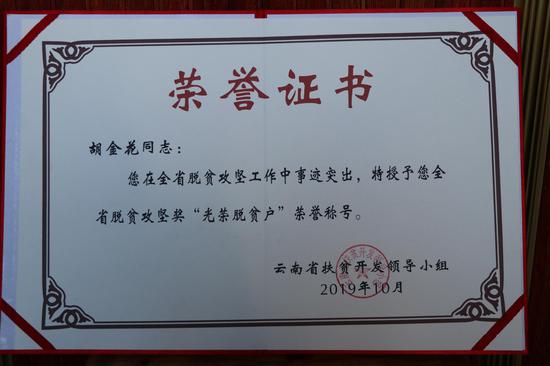 荣誉证书
胡金花同志：
您在全省脱贫攻坚工作中事迹突出，特授予您全
省脱贫攻坚奖“光荣脱贫户”荣誉称号。
云南省扶贫开发领导小组
2019年10月